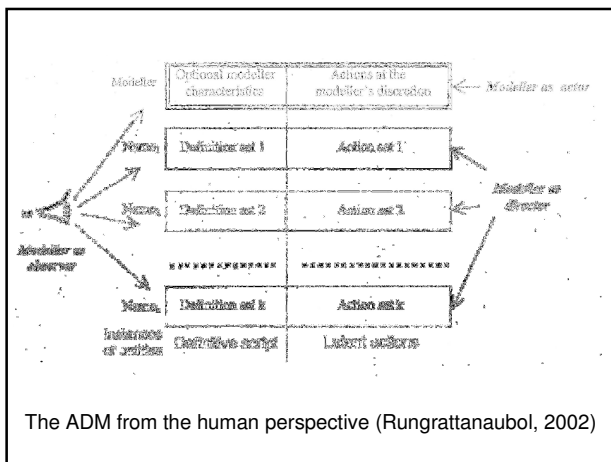 Modeller Optional modeller characteristics Actions at the modeller's discretion Modeller as actor
Name₁ Definition set 1 Action set 1
Modeller as director
Name₂ Definition set 2 Action set 2
Modeller as observer
Nameₖ Definition set k Action set k
Instances of entities Definitive script Latent actions
The ADM from the human perspective (Rungrattanaubol, 2002)